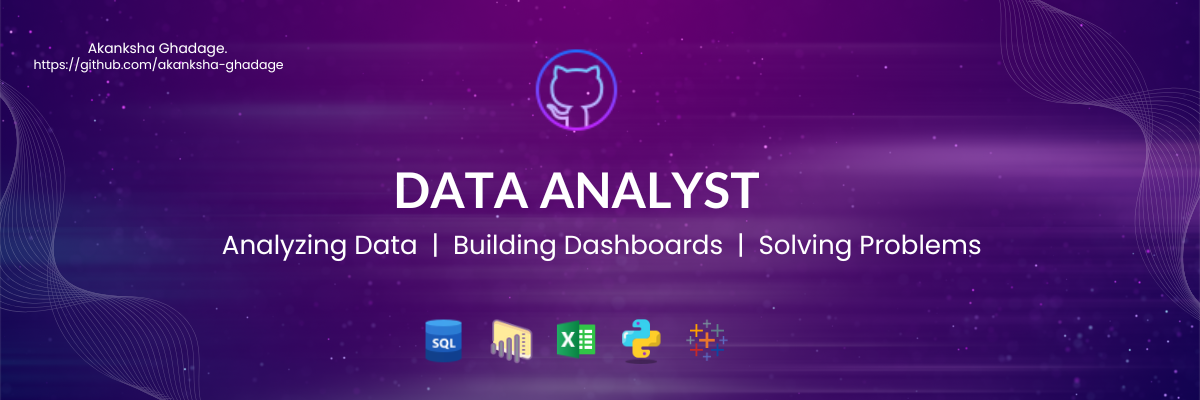 Akanksha Ghadage.
https://github.com/akanksha-ghadage
DATA ANALYST
Analyzing Data | Building Dashboards | Solving Problems
SQL
X